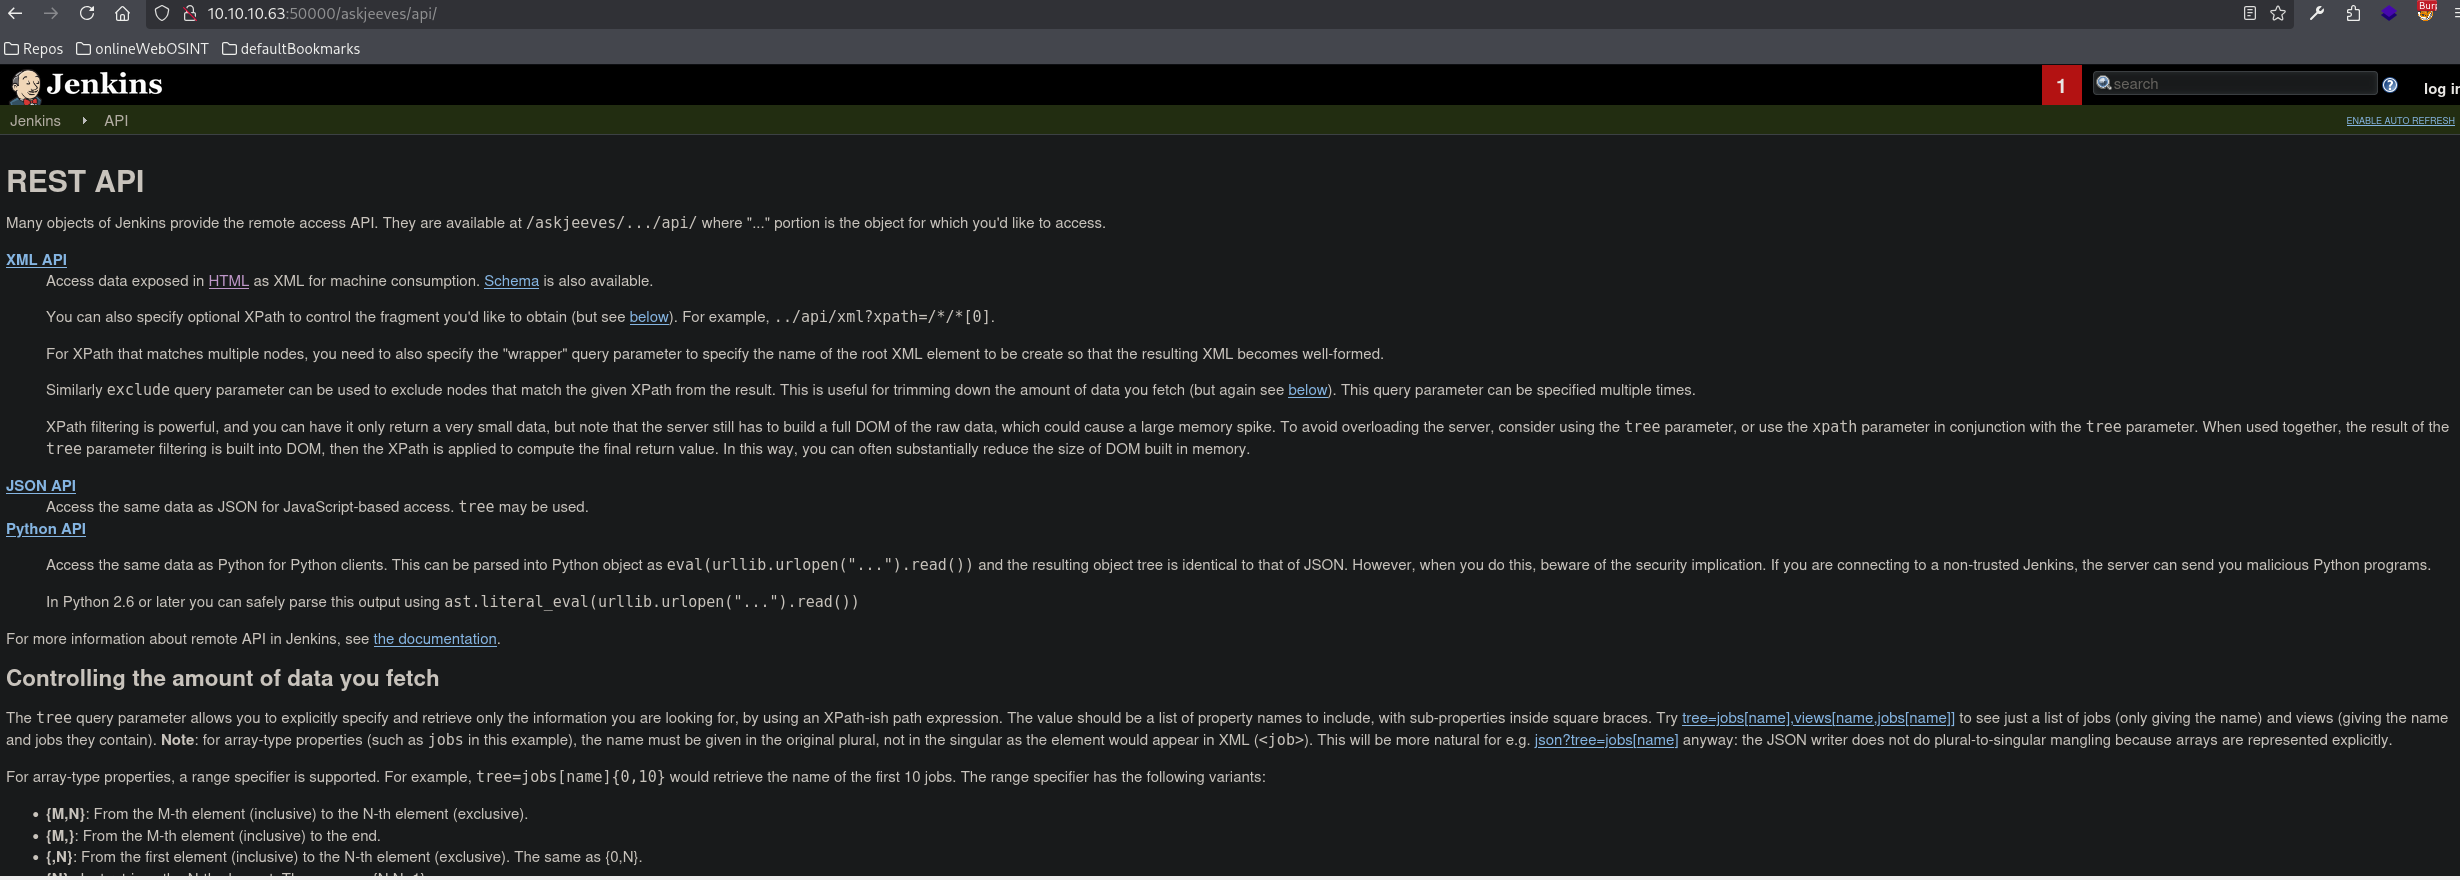 10.10.10.63:50000/askjeeves/api/
Repos onlineWebOSINT defaultBookmarks
Jenkins 1 search ? log in
Jenkins API ENABLE AUTO REFRESH
REST API
Many objects of Jenkins provide the remote access API. They are available at /askjeeves/.../api/ where "..." portion is the object for which you'd like to access.
XML API
Access data exposed in HTML as XML for machine consumption. Schema is also available.
You can also specify optional XPath to control the fragment you'd like to obtain (but see below). For example, ../api/xml?xpath=/*/*[0].
For XPath that matches multiple nodes, you need to also specify the "wrapper" query parameter to specify the name of the root XML element to be create so that the resulting XML becomes well-formed.
Similarly exclude query parameter can be used to exclude nodes that match the given XPath from the result. This is useful for trimming down the amount of data you fetch (but again see below). This query parameter can be specified multiple times.
XPath filtering is powerful, and you can have it only return a very small data, but note that the server still has to build a full DOM of the raw data, which could cause a large memory spike. To avoid overloading the server, consider using the tree parameter, or use the xpath parameter in conjunction with the tree parameter. When used together, the result of the
tree parameter filtering is built into DOM, then the XPath is applied to compute the final return value. In this way, you can often substantially reduce the size of DOM built in memory.
JSON API
Access the same data as JSON for JavaScript-based access. tree may be used.
Python API
Access the same data as Python for Python clients. This can be parsed into Python object as eval(urllib.urlopen("...").read()) and the resulting object tree is identical to that of JSON. However, when you do this, beware of the security implication. If you are connecting to a non-trusted Jenkins, the server can send you malicious Python programs.
In Python 2.6 or later you can safely parse this output using ast.literal_eval(urllib.urlopen("...").read())
For more information about remote API in Jenkins, see the documentation.
Controlling the amount of data you fetch
The tree query parameter allows you to explicitly specify and retrieve only the information you are looking for, by using an XPath-ish path expression. The value should be a list of property names to include, with sub-properties inside square braces. Try tree=jobs[name],views[name,jobs[name]] to see just a list of jobs (only giving the name) and views (giving the name
and jobs they contain). Note: for array-type properties (such as jobs in this example), the name must be given in the original plural, not in the singular as the element would appear in XML (<job>). This will be more natural for e.g. json?tree=jobs[name] anyway: the JSON writer does not do plural-to-singular mangling because arrays are represented explicitly.
For array-type properties, a range specifier is supported. For example, tree=jobs[name]{0,10} would retrieve the name of the first 10 jobs. The range specifier has the following variants:
• {M,N}: From the M-th element (inclusive) to the N-th element (exclusive).
• {M,}: From the M-th element (inclusive) to the end.
• {,N}: From the first element (inclusive) to the N-th element (exclusive). The same as {0,N}.